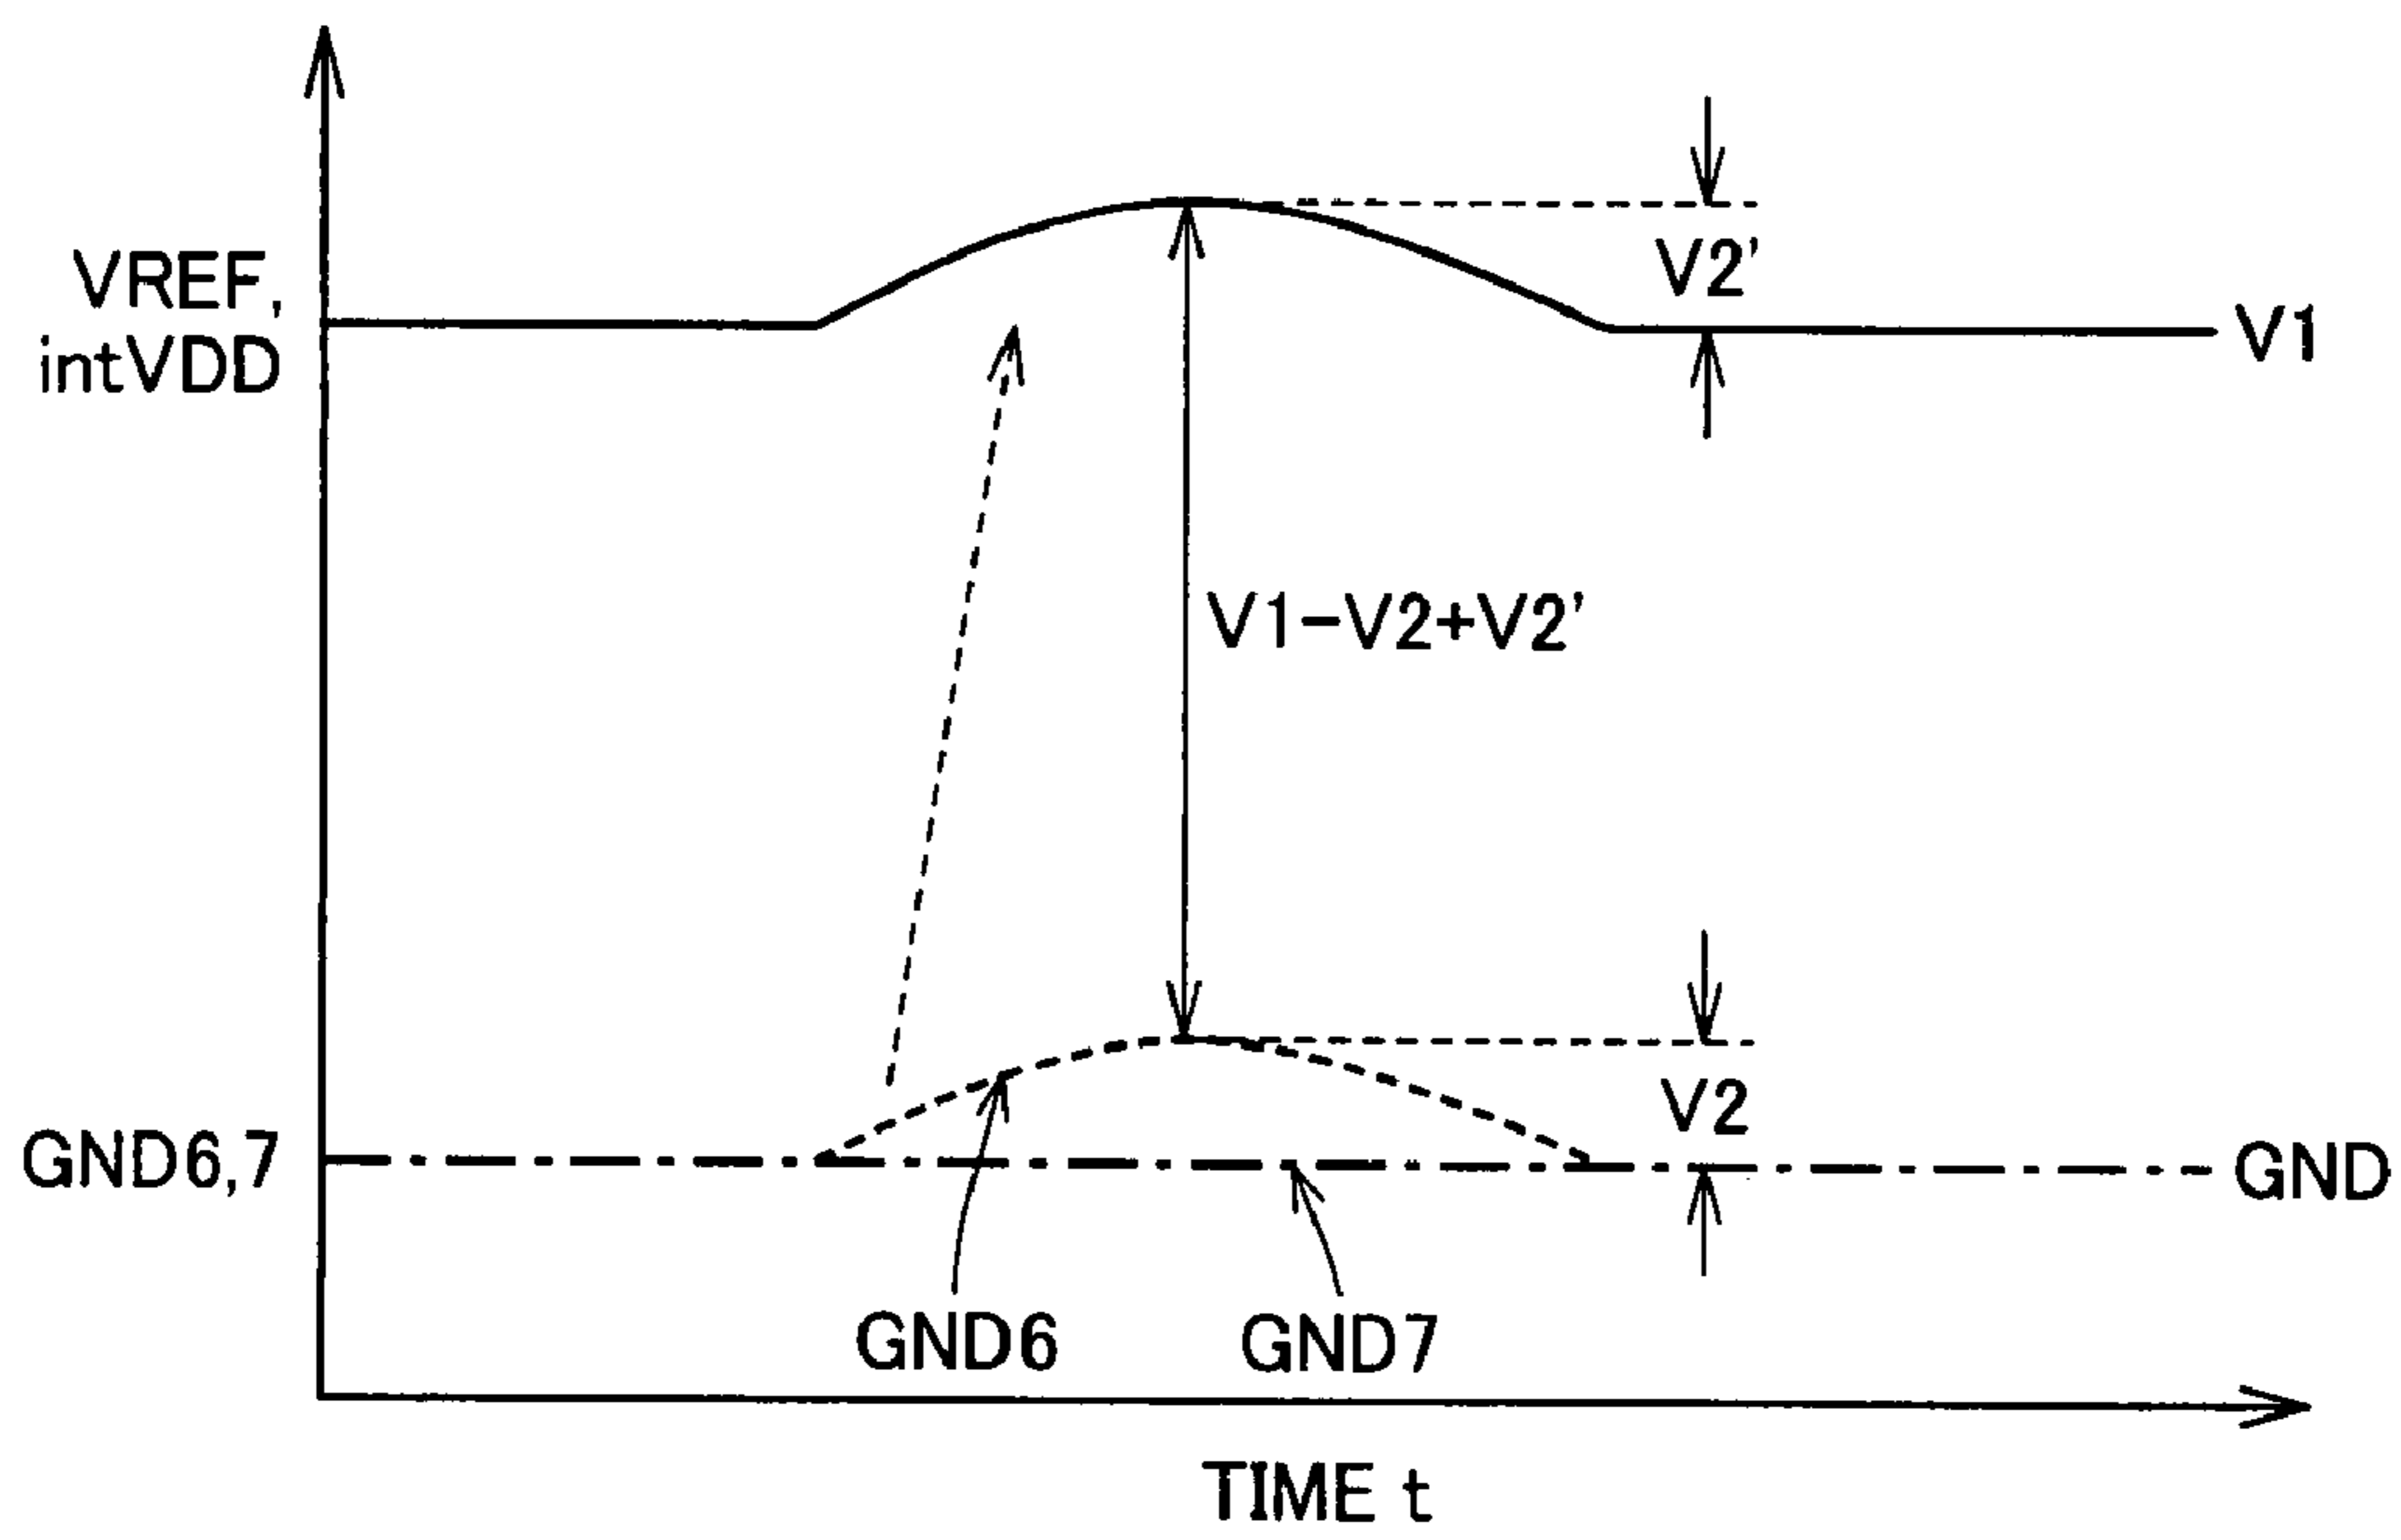 VREF,
intVDD
V2'
V1
V1-V2+V2'
V2
GND6,7
GND
GND6
GND7
TIME t